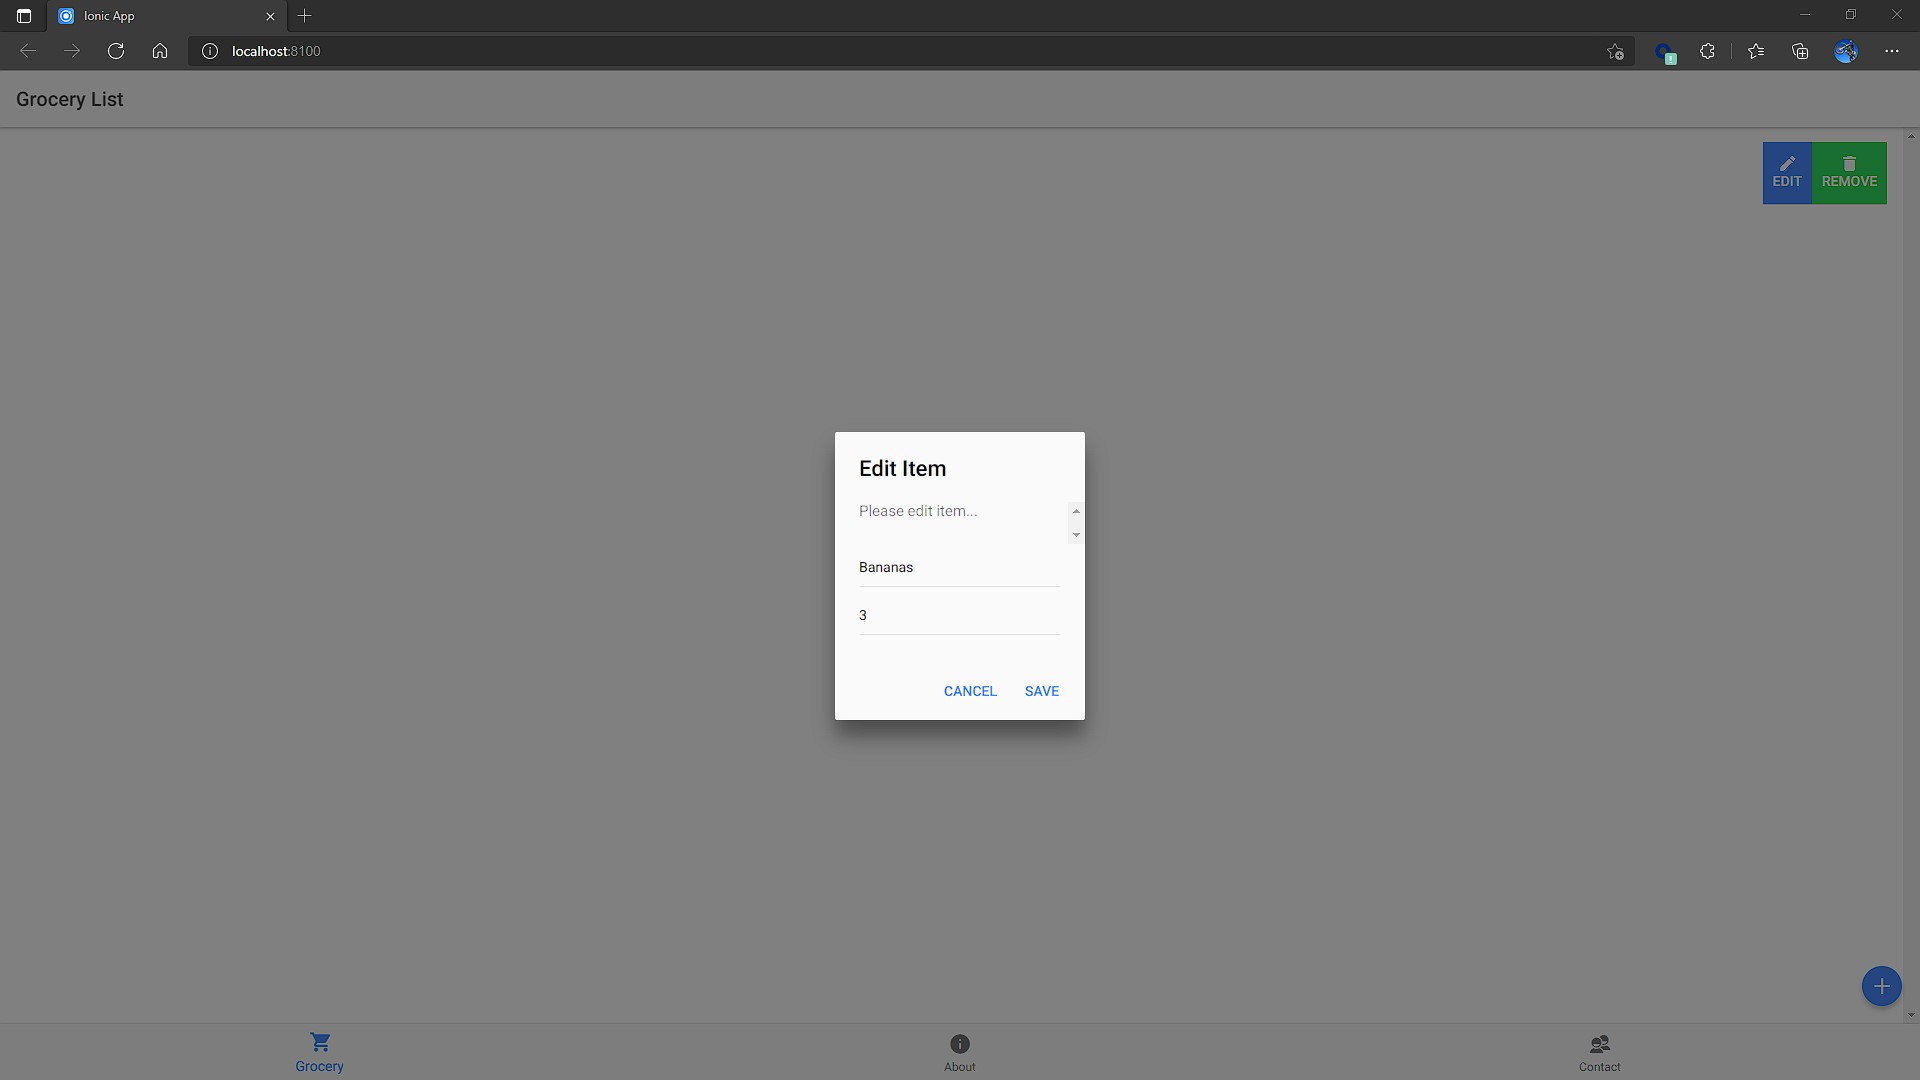 Ionic App
localhost:8100
Grocery List
EDIT
REMOVE
Edit Item
Please edit item...
Bananas
3
CANCEL
SAVE
Grocery
About
Contact